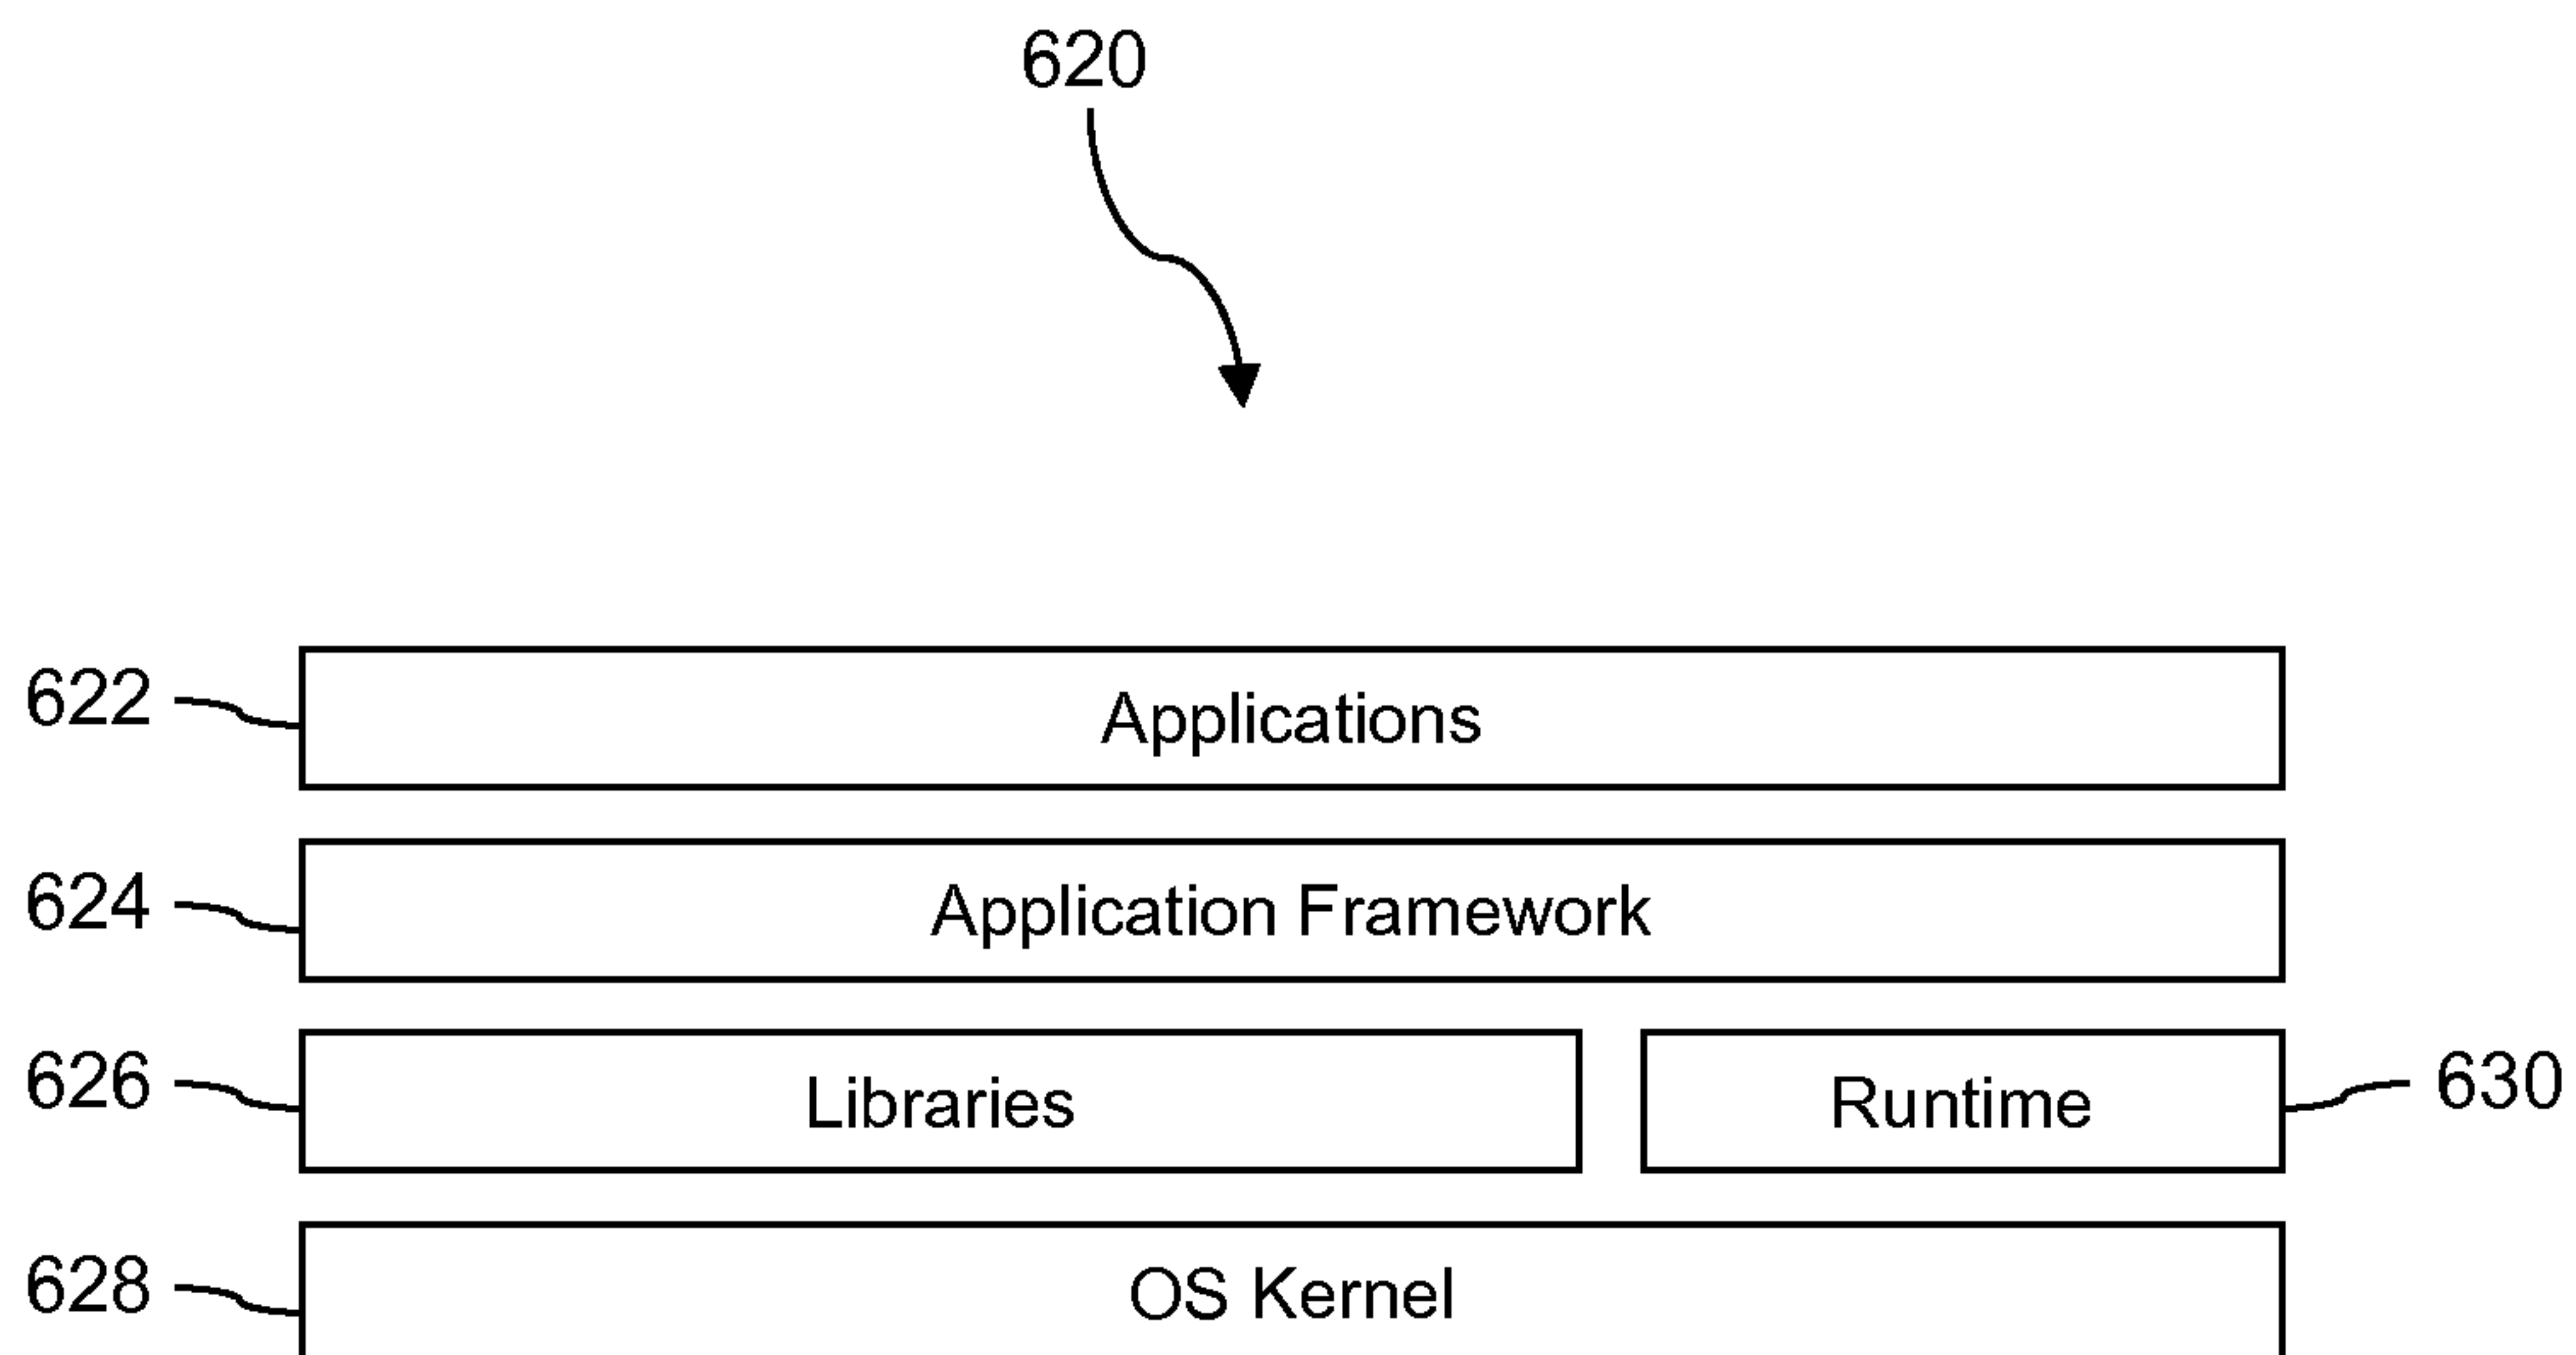 620
622 Applications
624 Application Framework
626 Libraries Runtime 630
628 OS Kernel